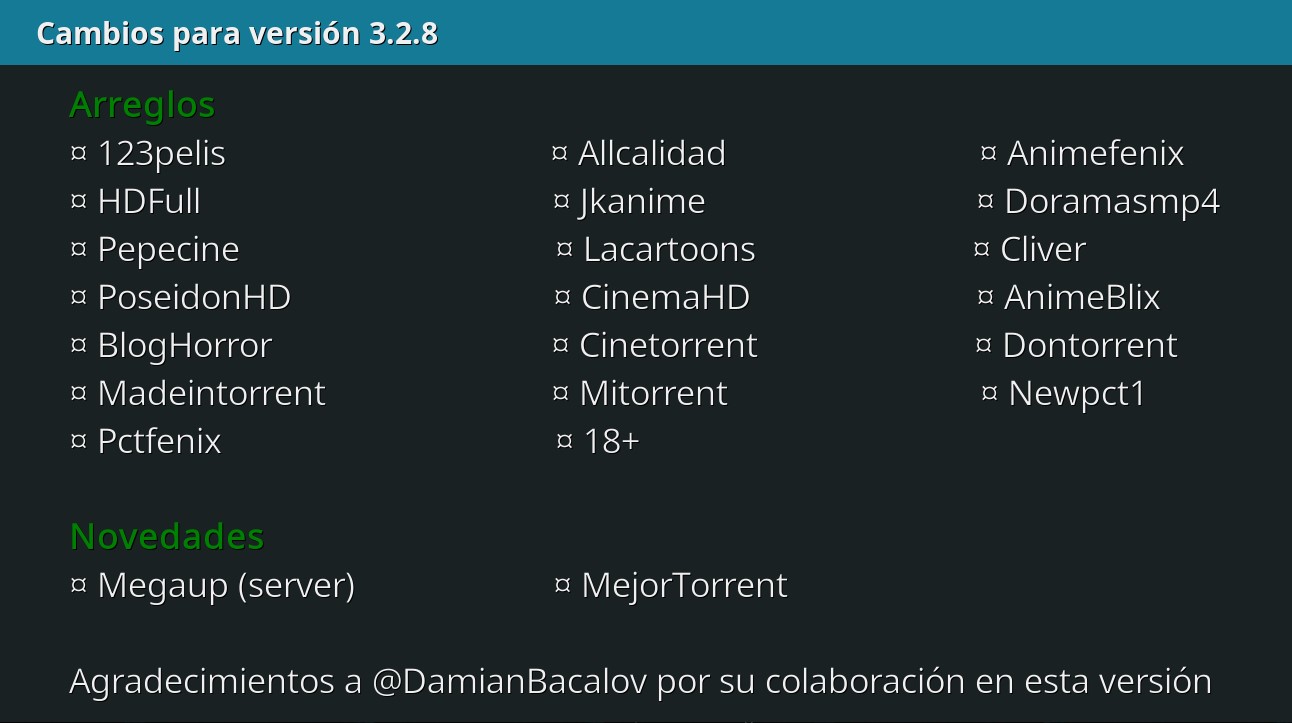 Cambios para versión 3.2.8
Arreglos
¤ 123pelis ¤ Allcalidad ¤ Animefenix
¤ HDFull ¤ Jkanime ¤ Doramasmp4
¤ Pepecine ¤ Lacartoons ¤ Cliver
¤ PoseidonHD ¤ CinemaHD ¤ AnimeBlix
¤ BlogHorror ¤ Cinetorrent ¤ Dontorrent
¤ Madeintorrent ¤ Mitorrent ¤ Newpct1
¤ Pctfenix ¤ 18+
Novedades
¤ Megaup (server) ¤ MejorTorrent
Agradecimientos a @DamianBacalov por su colaboración en esta versión